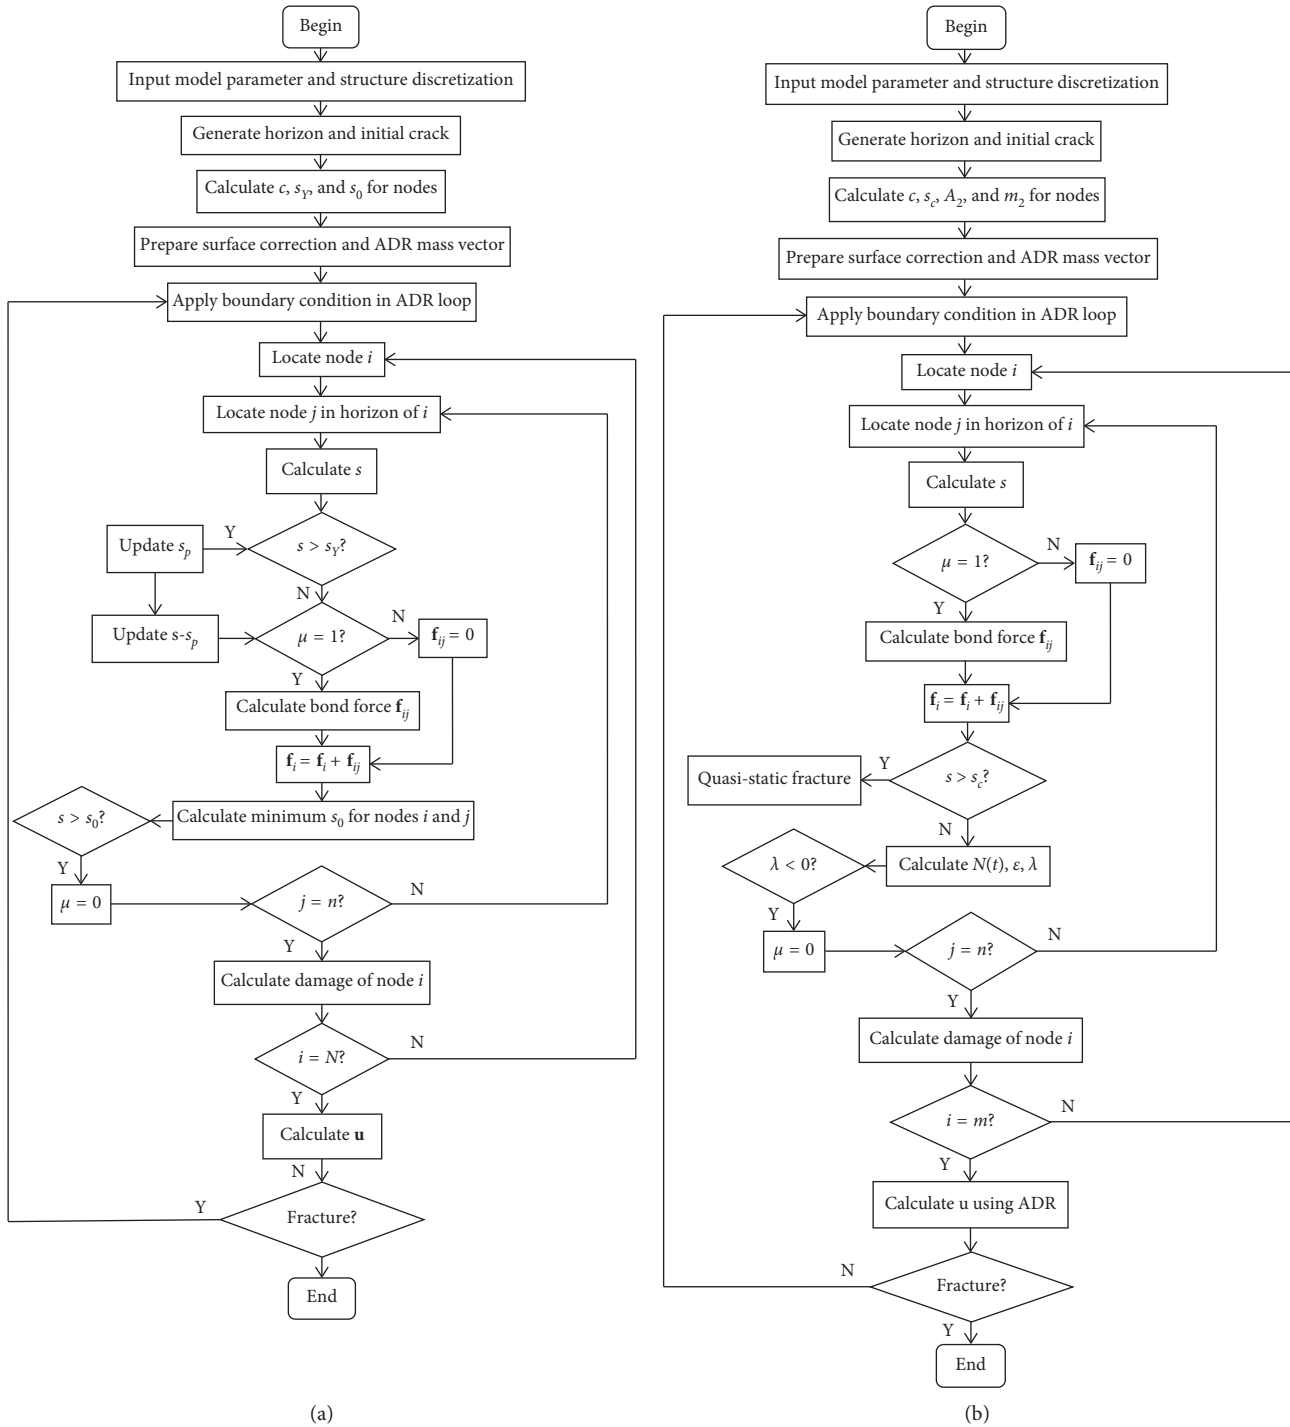 Begin
Input model parameter and structure discretization
Generate horizon and initial crack
Calculate c, s_Y, and s_0 for nodes
Prepare surface correction and ADR mass vector
Apply boundary condition in ADR loop
Locate node i
Locate node j in horizon of i
Calculate s
Y
Update s_p
s > s_Y?
N
Update s-s_p
μ = 1?
N
f_ij = 0
Y
Calculate bond force f_ij
f_i = f_i + f_ij
s > s_0?
Calculate minimum s_0 for nodes i and j
Y
μ = 0
j = n?
N
Y
Calculate damage of node i
i = N?
N
Y
Calculate u
N
Y
Fracture?
End
(a)
Begin
Input model parameter and structure discretization
Generate horizon and initial crack
Calculate c, s_c, A_2, and m_2 for nodes
Prepare surface correction and ADR mass vector
Apply boundary condition in ADR loop
Locate node i
Locate node j in horizon of i
Calculate s
μ = 1?
N
f_ij = 0
Y
Calculate bond force f_ij
f_i = f_i + f_ij
Quasi-static fracture
Y
s > s_c?
N
λ < 0?
Calculate N(t), ε, λ
Y
μ = 0
j = n?
N
Y
Calculate damage of node i
i = m?
N
Y
Calculate u using ADR
N
Fracture?
Y
End
(b)